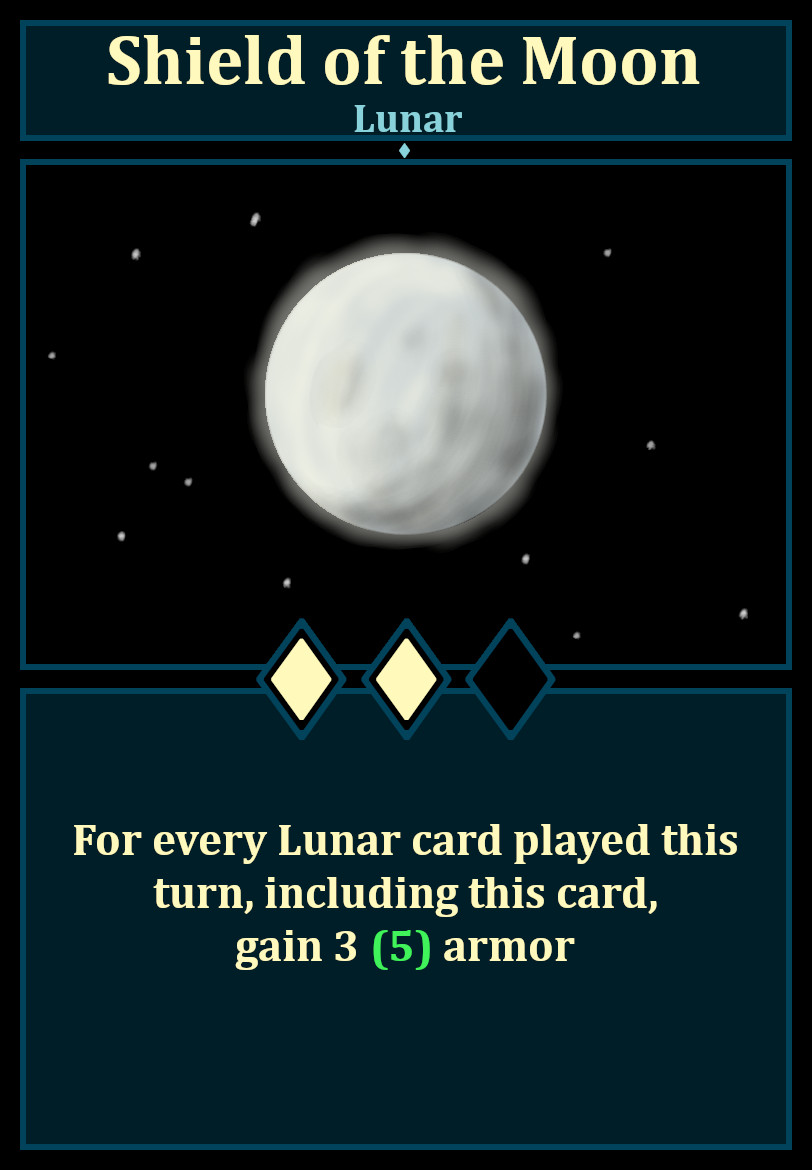 Shield of the Moon
Lunar
For every Lunar card played this
turn, including this card,
gain 3 (5) armor